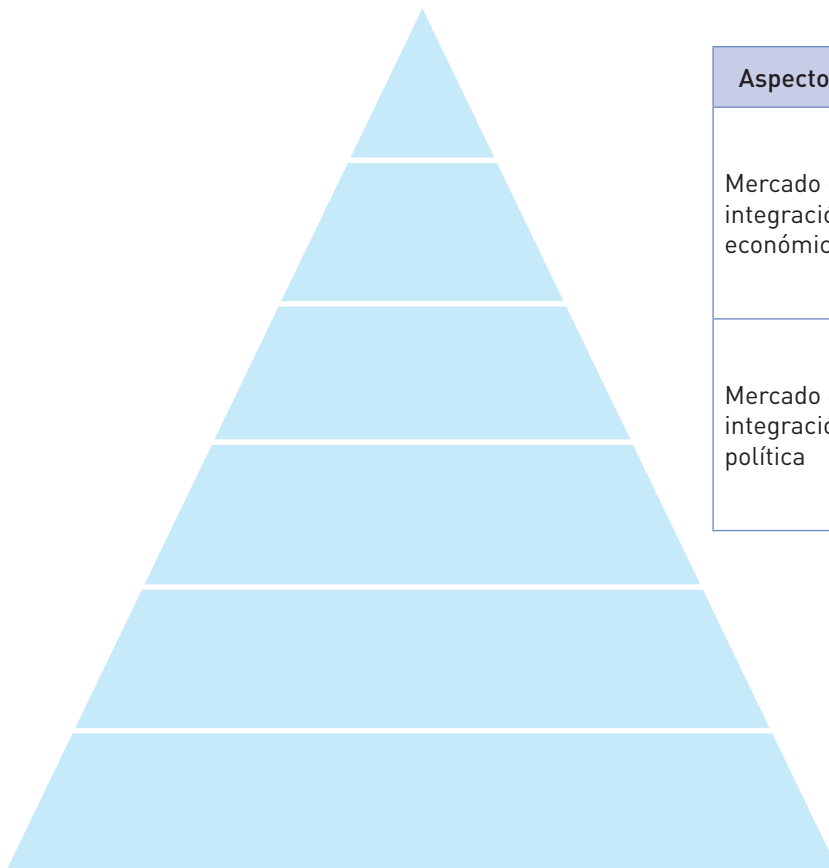 Aspecto
Mercado
integració
económic
Mercado
integració
política